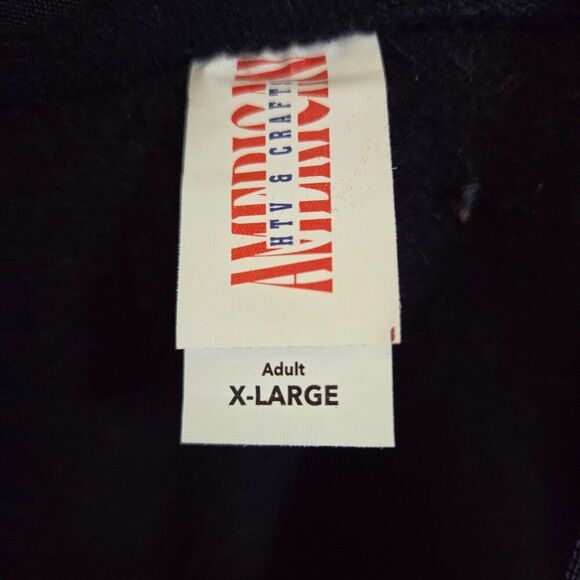 AMERICAN
HTV & CRAFTS
Adult
X-LARGE